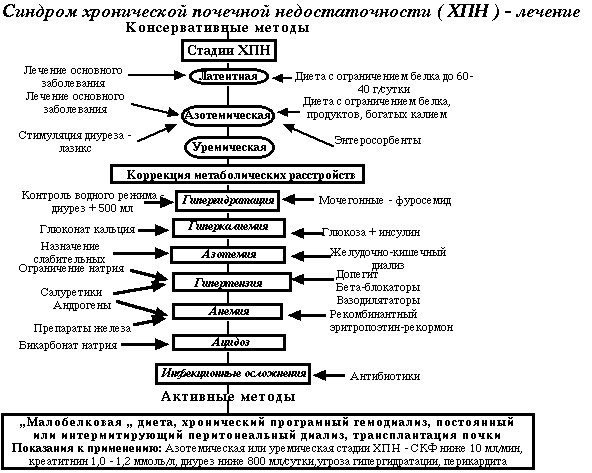 Синдром хронической почечной недостаточности ( ХПН ) - лечение
Консервативные методы
Стадии ХПН
Лечение основного
заболевания
Латентная
Диета с ограничением белка до 60-
40 г/сутки
Лечение основного
заболевания
Азотемическая
Диета с ограничением белка,
продуктов, богатых калием
Стимуляция диуреза -
лазикс
Энтеросорбенты
Уремическая
Коррекция метаболических расстройств
Контроль водного режима -
диурез + 500 мл
Гипергидратация
Мочегонные - фуросемид
Глюконат кальция
Гиперкалиемия
Глюкоза + инсулин
Назначение
слабительных
Азотемия
Желудочно-кишечный
диализ
Ограничение натрия
Салуретики
Гипертензия
Допегит
Бета-блокаторы
Вазодиляторы
Андрогены
Препараты железа
Анемия
Рекомбинантный
эритропоэтин-рекормон
Бикарбонат натрия
Ацидоз
Инфекционные осложнения
Антибиотики
Активные методы
„Малобелковая „ диета, хронический програмный гемодиализ, постоянный
или интермитирующий перитонеальный диализ, трансплантация почки
Показания к применению: Азотемическая или уремическая стадии ХПН - СКФ ниже 10 мл/мин,
креатитнин 1,0 - 1,2 ммоль/л, диурез ниже 800 мл/сутки,угроза гипергидратации, перикардита